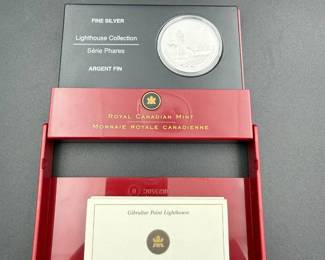 FINE SILVER
Lighthouse Collection
Série Phares
ARGENT FIN
ROYAL CANADIAN MINT
MONNAIE ROYALE CANADIENNE
Gibraltar Point Lighthouse